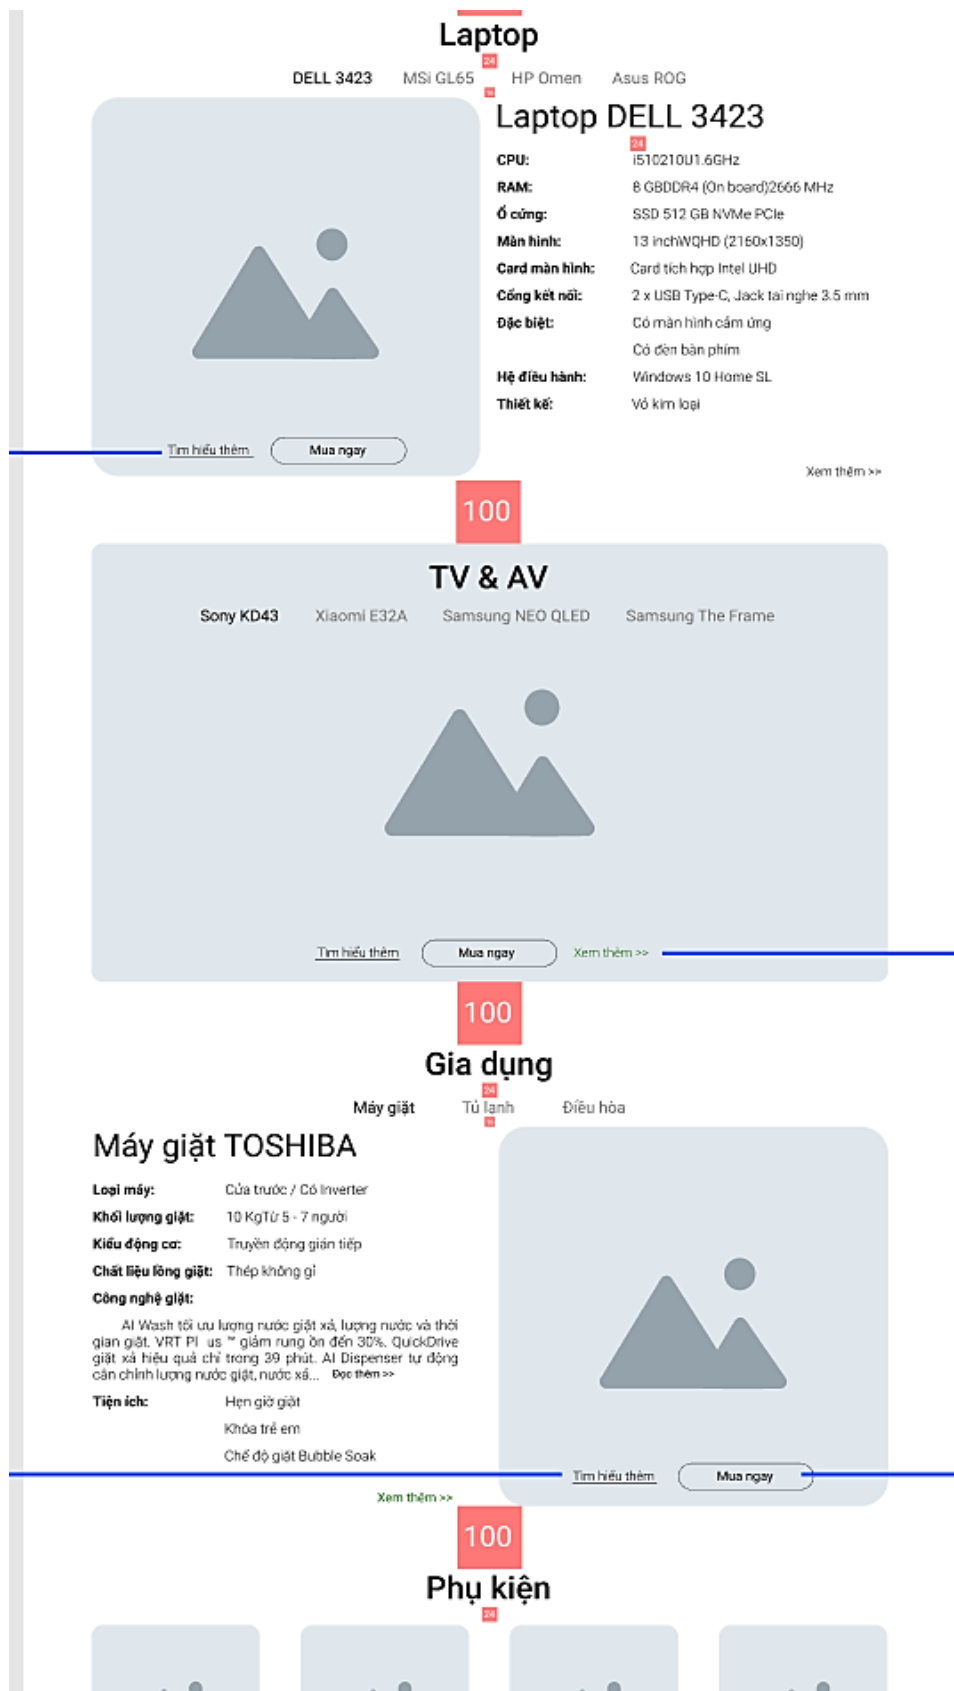 Laptop
24
DELL 3423 MSi GL65 HP Omen Asus ROG
16
Laptop DELL 3423
24
CPU: i510210U1.6GHz
RAM: 8 GBDDR4 (On board)2666 MHz
Ổ cứng: SSD 512 GB NVMe PCIe
Màn hình: 13 inchWQHD (2160x1350)
Card màn hình: Card tích hợp Intel UHD
Cổng kết nối: 2 x USB Type-C, Jack tai nghe 3.5 mm
Đặc biệt: Có màn hình cảm ứng
Có đèn bàn phím
Hệ điều hành: Windows 10 Home SL
Thiết kế: Vỏ kim loại
Tìm hiểu thêm Mua ngay
Xem thêm >>
100
TV & AV
Sony KD43 Xiaomi E32A Samsung NEO QLED Samsung The Frame
Tìm hiểu thêm Mua ngay Xem thêm >>
100
Gia dụng
24
Máy giặt Tủ lạnh Điều hòa
16
Máy giặt TOSHIBA
Loại máy: Cửa trước / Có Inverter
Khối lượng giặt: 10 KgTừ 5 - 7 người
Kiểu động cơ: Truyền động gián tiếp
Chất liệu lồng giặt: Thép không gỉ
Công nghệ giặt:
AI Wash tối ưu lượng nước giặt xả, lượng nước và thời
gian giặt. VRT Pl us ™ giảm rung ồn đến 30%. QuickDrive
giặt xả hiệu quả chỉ trong 39 phút. AI Dispenser tự động
cân chỉnh lượng nước giặt, nước xả... Đọc thêm >>
Tiện ích: Hẹn giờ giặt
Khóa trẻ em
Chế độ giặt Bubble Soak
Tìm hiểu thêm Mua ngay
Xem thêm >>
100
Phụ kiện
24